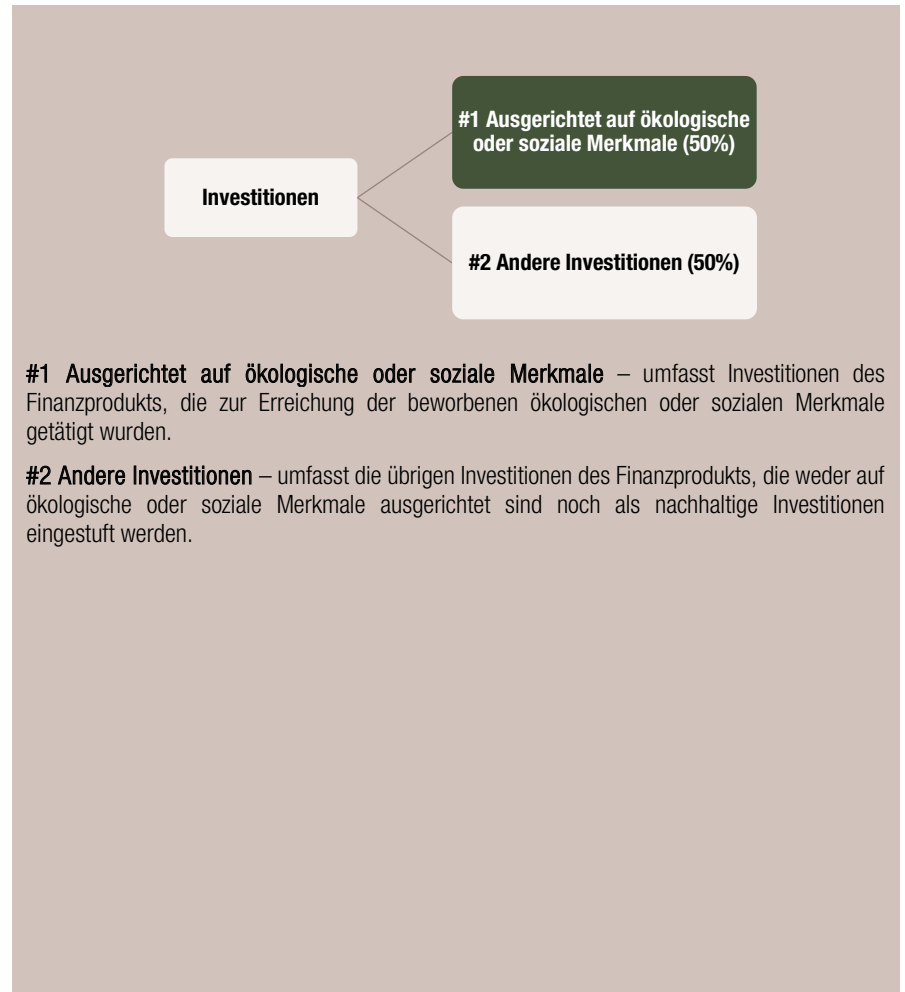 #1 Ausgerichtet auf ökologische
oder soziale Merkmale (50%)
Investitionen
#2 Andere Investitionen (50%)
#1 Ausgerichtet auf ökologische oder soziale Merkmale – umfasst Investitionen des
Finanzprodukts, die zur Erreichung der beworbenen ökologischen oder sozialen Merkmale
getätigt wurden.
#2 Andere Investitionen – umfasst die übrigen Investitionen des Finanzprodukts, die weder auf
ökologische oder soziale Merkmale ausgerichtet sind noch als nachhaltige Investitionen
eingestuft werden.